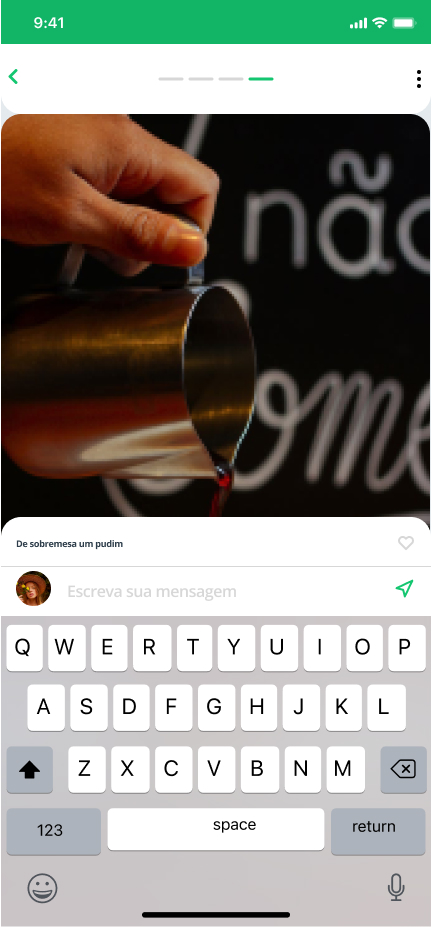 9:41
não
ome
De sobremesa um pudim
Escreva sua mensagem
Q W E R T Y U I O P
A S D F G H J K L
Z X C V B N M
123 space return